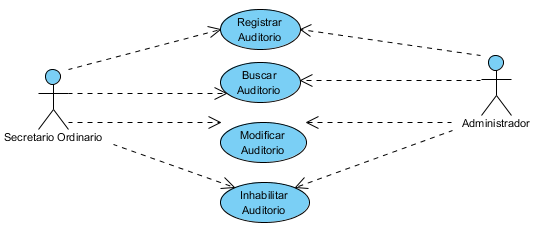 Registrar
Auditorio
Buscar
Auditorio
Secretario Ordinario
Administrador
Modificar
Auditorio
Inhabilitar
Auditorio